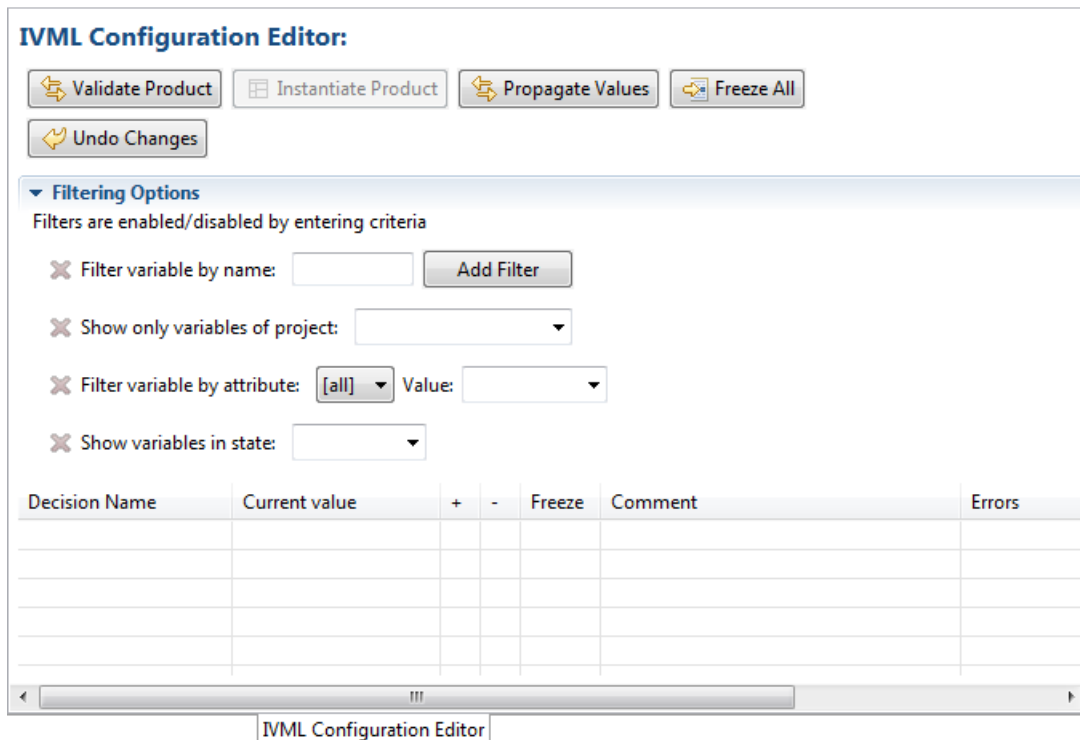 IVML Configuration Editor:
Validate Product Instantiate Product Propagate Values Freeze All
Undo Changes
Filtering Options
Filters are enabled/disabled by entering criteria
Filter variable by name: Add Filter
Show only variables of project:
Filter variable by attribute: [all] Value:
Show variables in state:
Decision Name Current value + - Freeze Comment Errors
IVML Configuration Editor